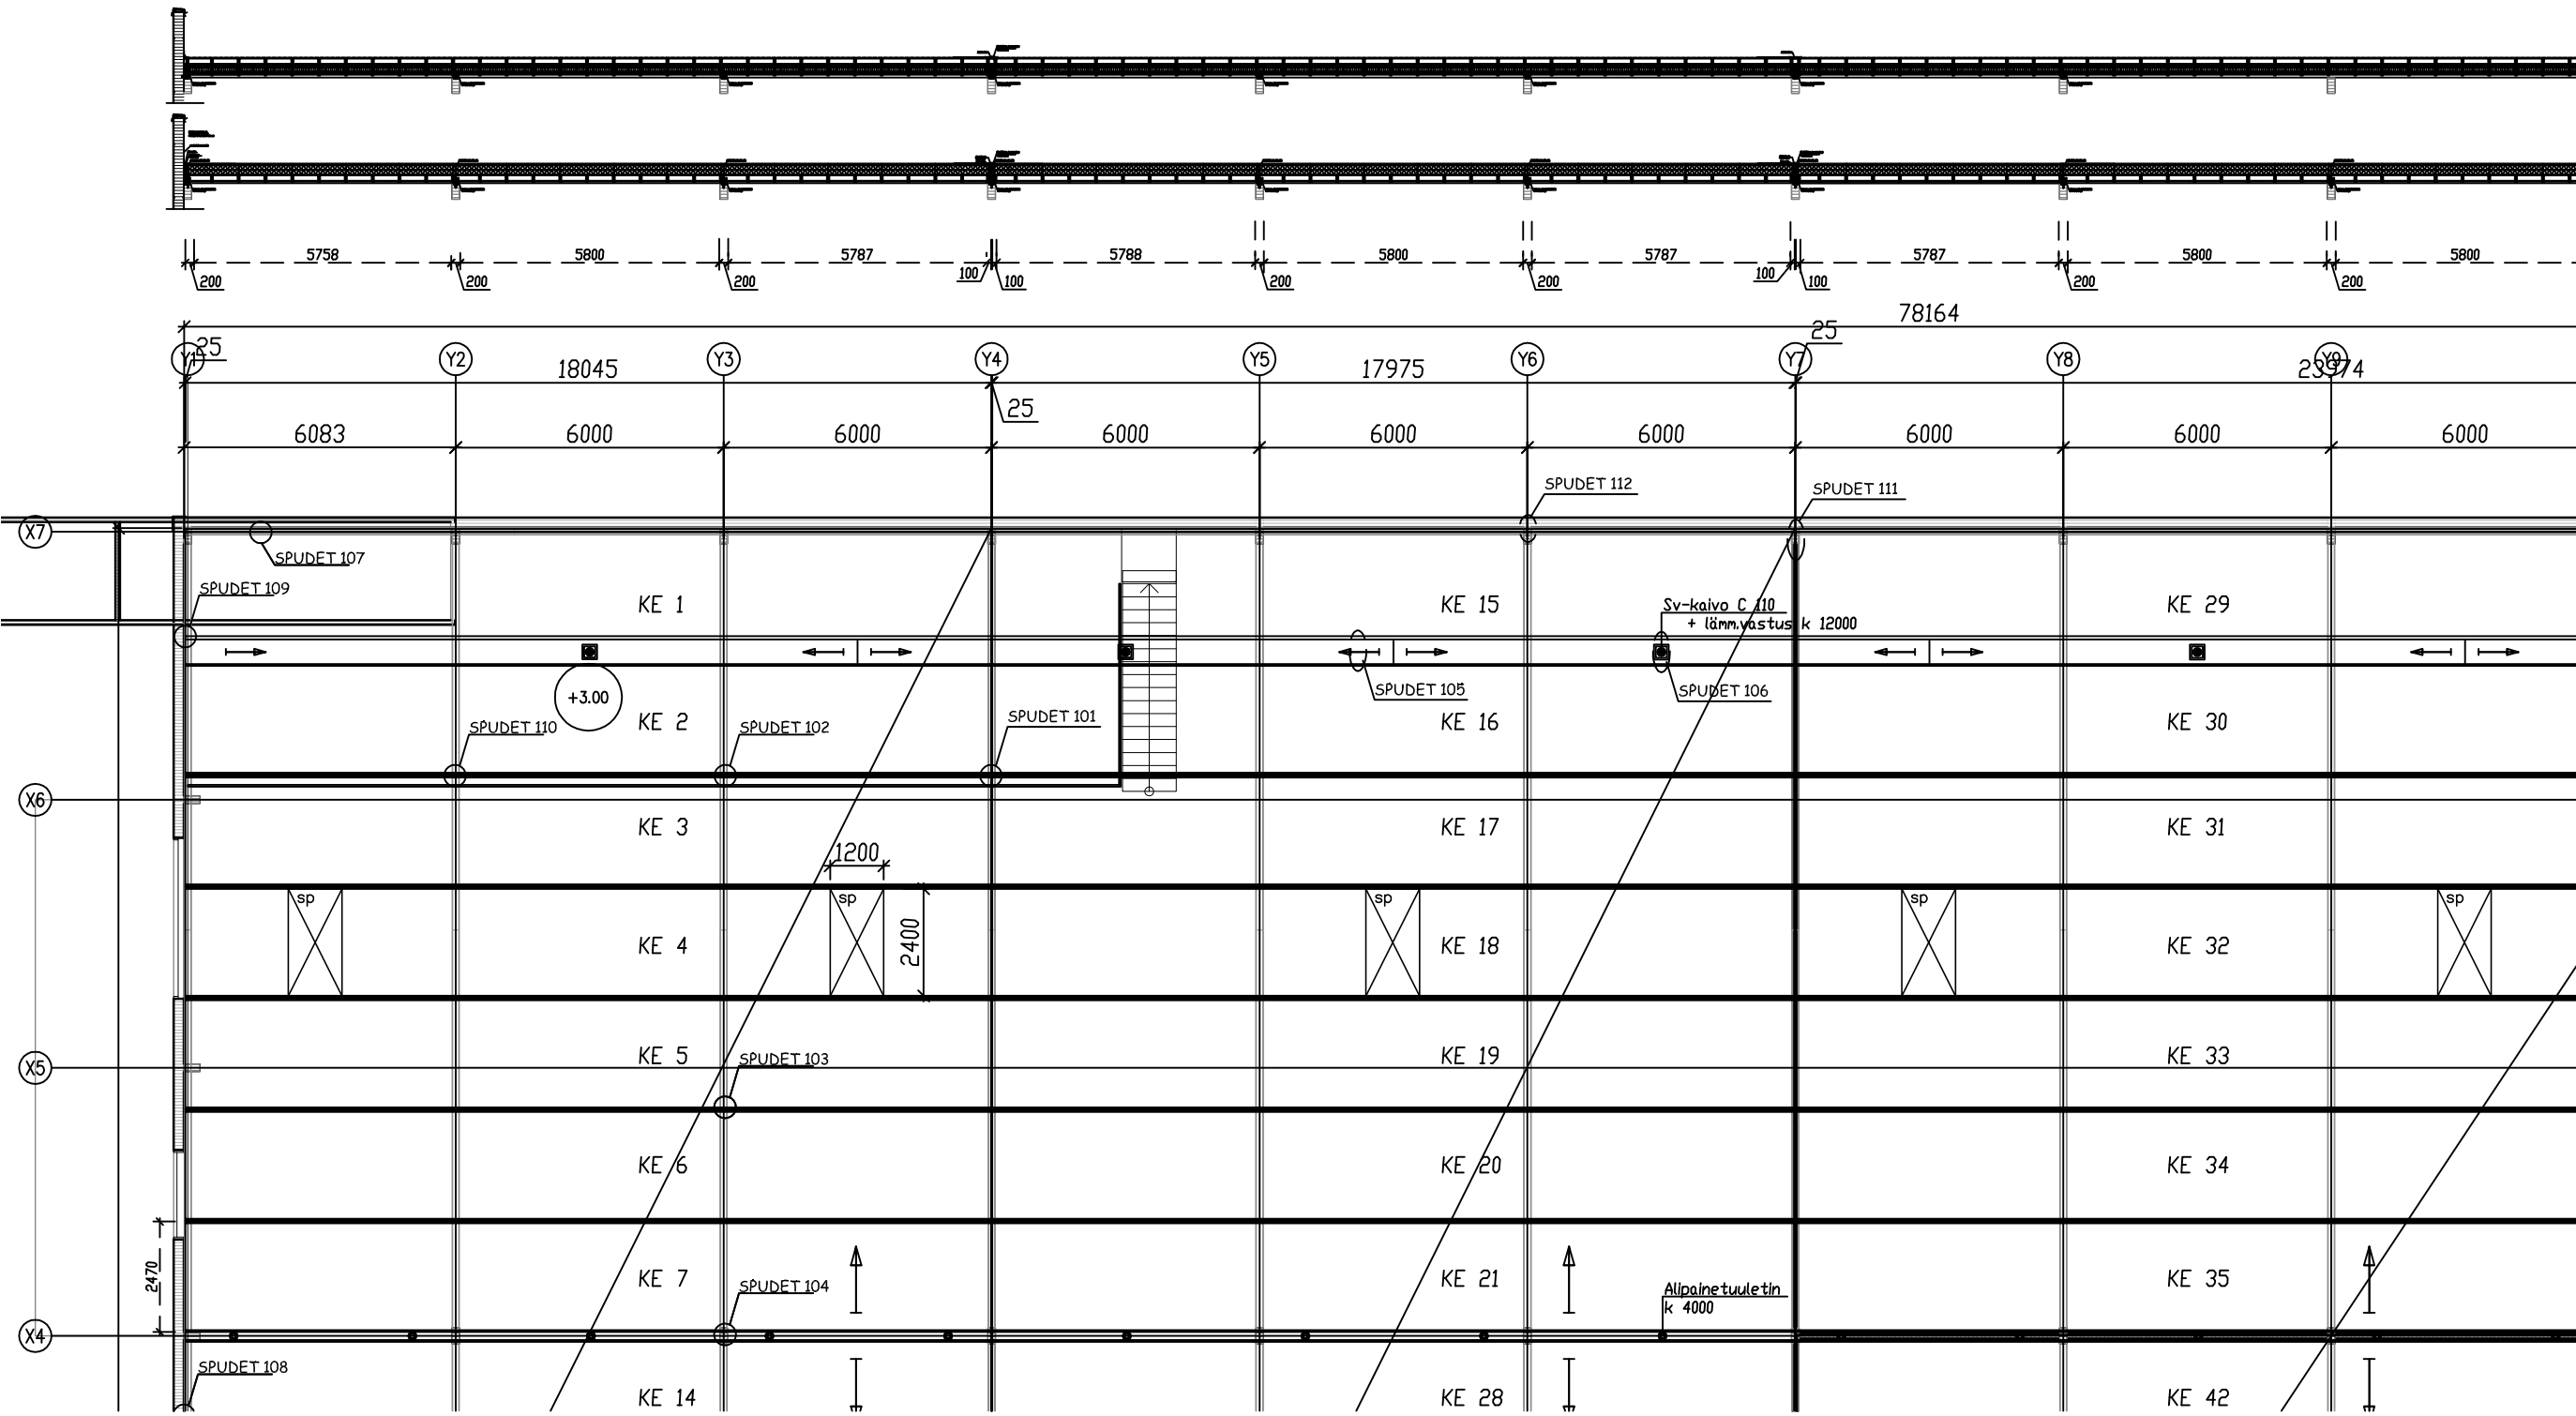 5758 5800 5787 5788 5800 5787 5787 5800 5800
200 200 200 100 100 200 200 100 100 200 200
78164
25 25
Y1 Y2 Y3 Y4 Y5 Y6 Y7 Y8 Y9
18045 17975 23974
25
6083 6000 6000 6000 6000 6000 6000 6000 6000
SPUDET 112 SPUDET 111
X7
SPUDET 107
SPUDET 109
KE 1 KE 15 KE 29
Sv-kaivo C 110
+ lämm.vastus k 12000
+3.00
SPUDET 105 SPUDET 106
KE 2 KE 16 KE 30
SPUDET 110 SPUDET 102 SPUDET 101
X6
KE 3 KE 17 KE 31
1200
sp sp sp sp sp
2400
KE 4 KE 18 KE 32
KE 5 KE 19 KE 33
SPUDET 103
X5
KE 6 KE 20 KE 34
2470
KE 7 KE 21 KE 35
SPUDET 104
Alipainetuuletin
k 4000
X4
SPUDET 108
KE 14 KE 28 KE 42